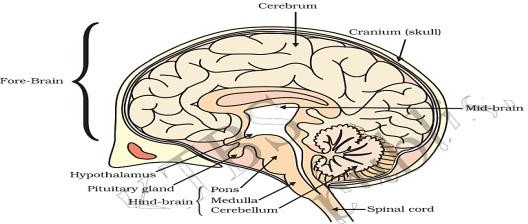 Cerebrum
Cranium (skull)
Fore-Brain
Mid-brain
Hypothalamus
Pituitary gland
Pons
Hind-brain
Medulla
Cerebellum
Spinal cord